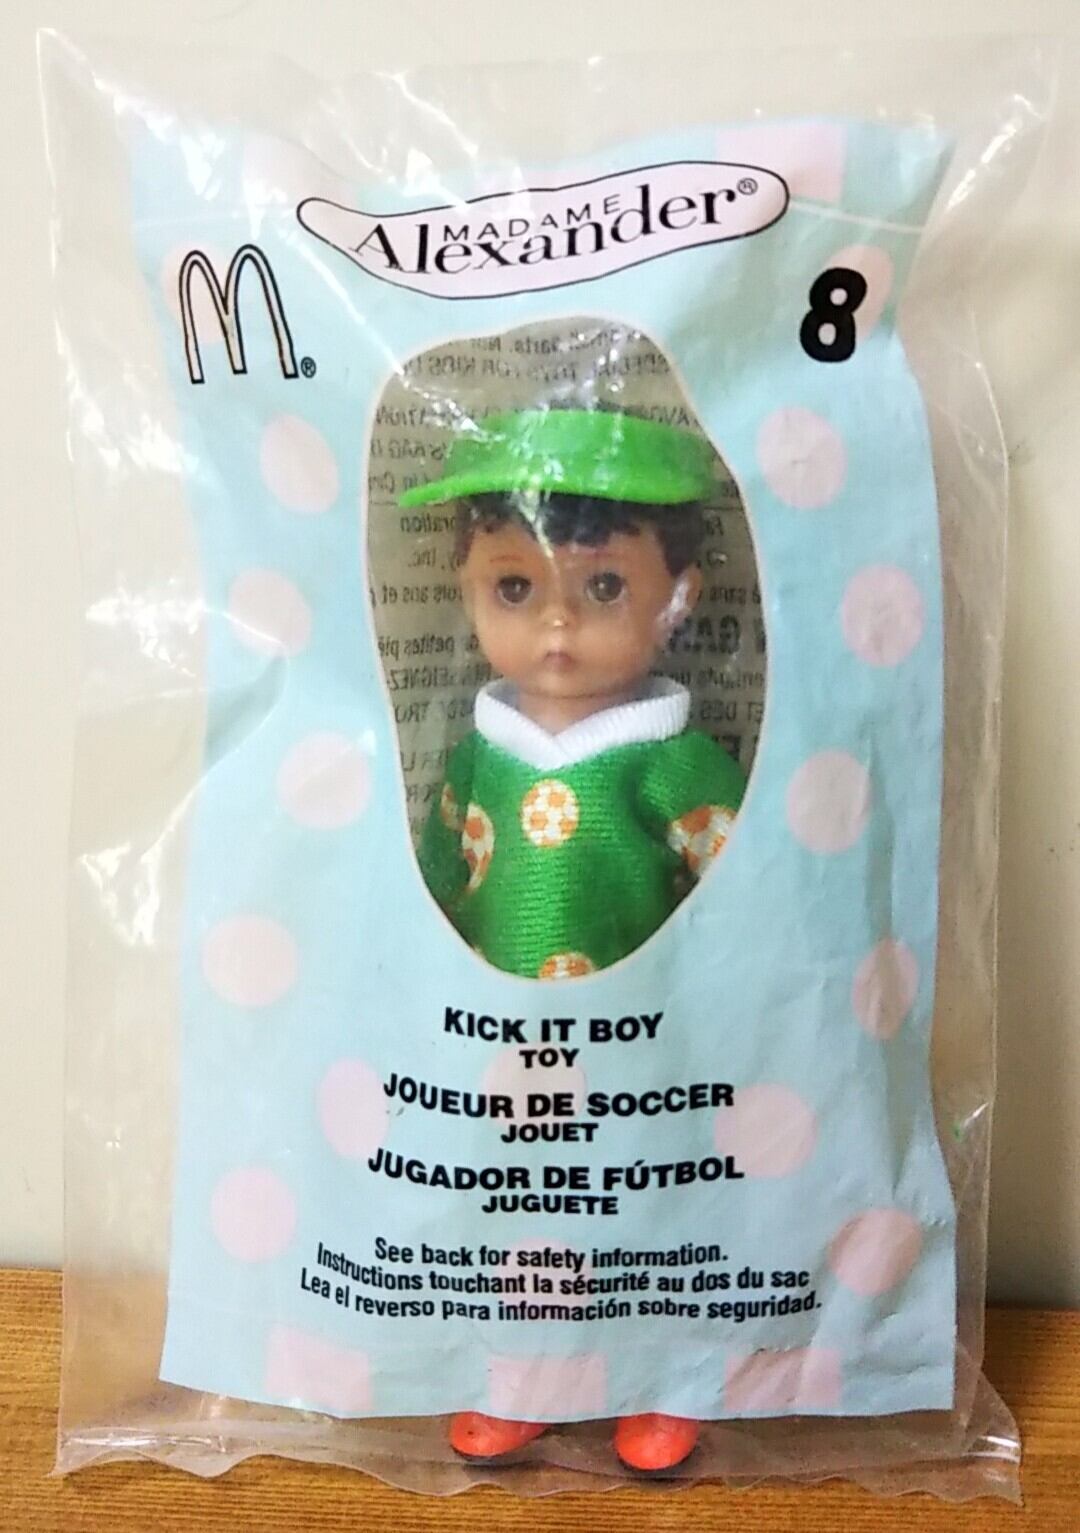 MADAME
Alexander®
M®
8
KICK IT BOY
TOY
JOUEUR DE SOCCER
JOUET
JUGADOR DE FÚTBOL
JUGUETE
See back for safety information.
Instructions touchant la sécurité au dos du sac
Lea el reverso para información sobre seguridad.